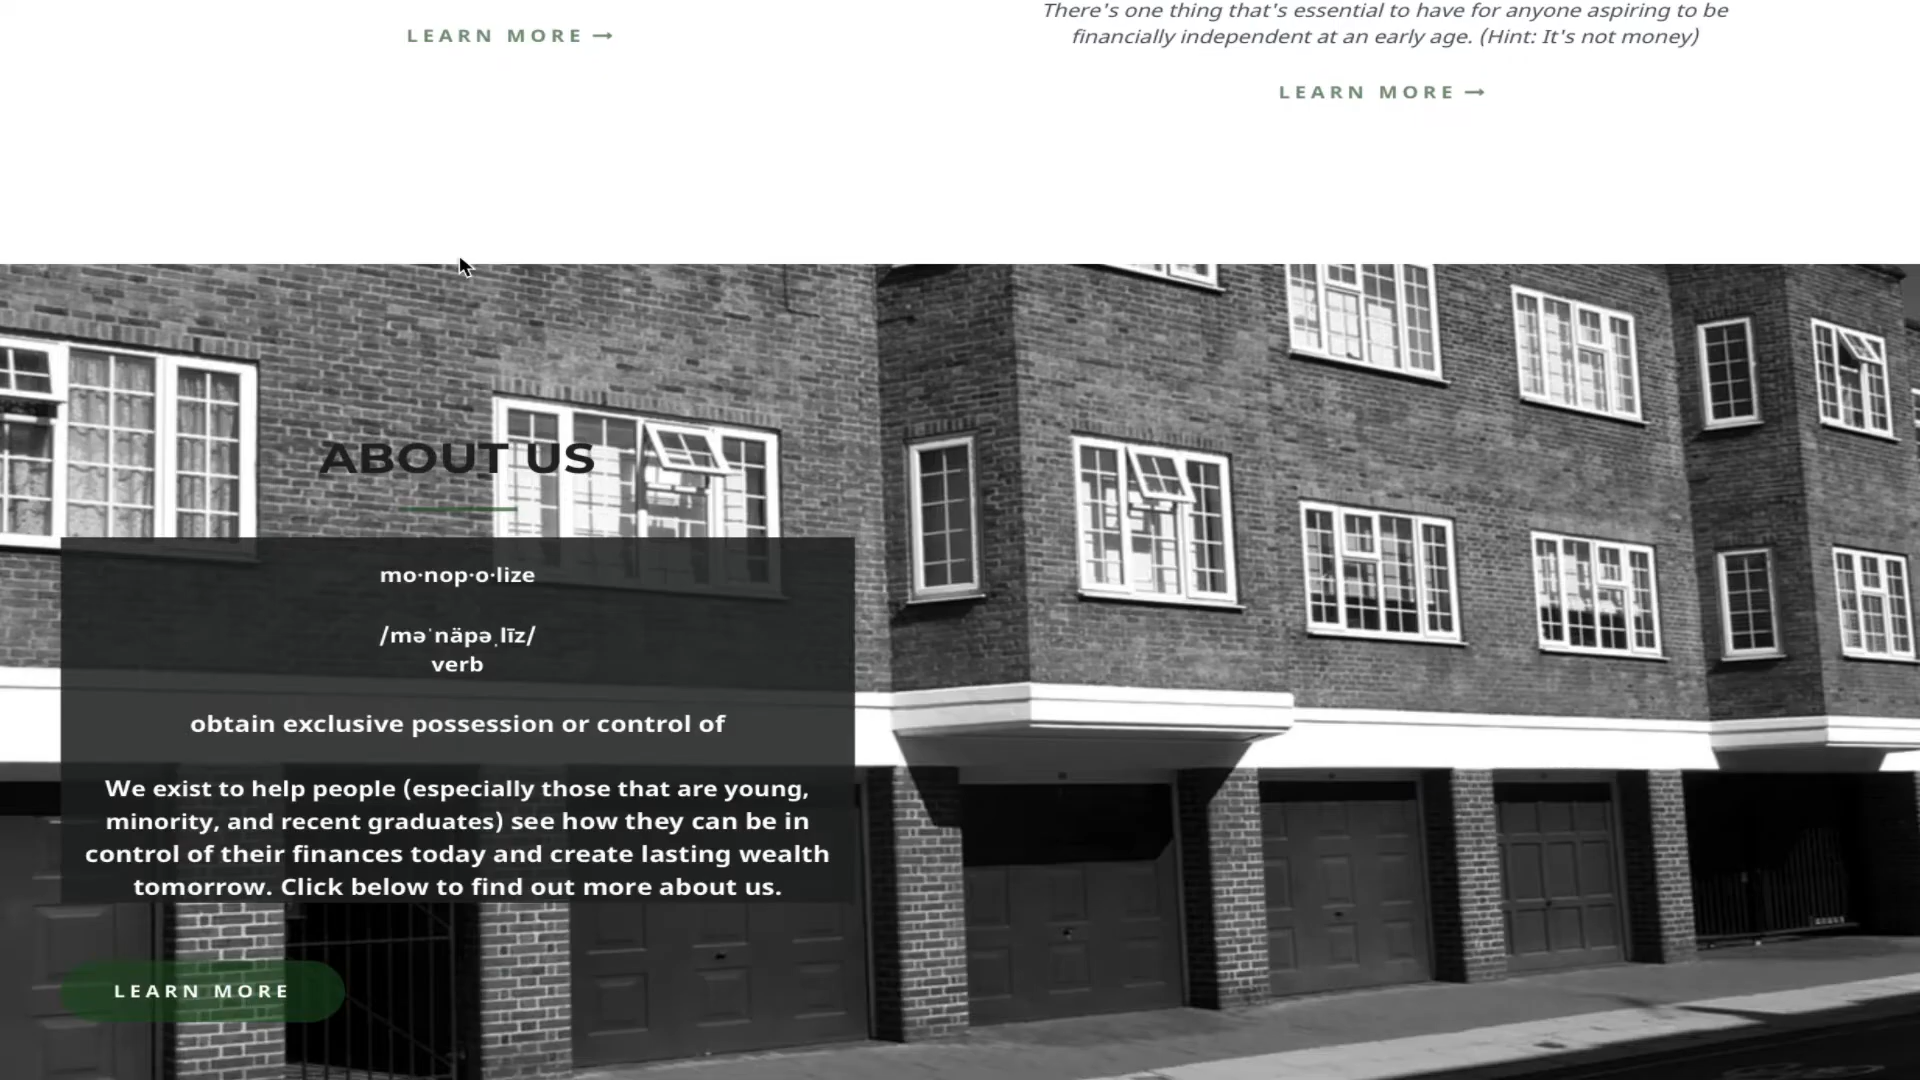 LEARN MORE →
There's one thing that's essential to have for anyone aspiring to be
financially independent at an early age. (Hint: It's not money)
LEARN MORE →
ABOUT US
mo·nop·o·lize
/məˈnäpəˌlīz/
verb
obtain exclusive possession or control of
We exist to help people (especially those that are young,
minority, and recent graduates) see how they can be in
control of their finances today and create lasting wealth
tomorrow. Click below to find out more about us.
LEARN MORE